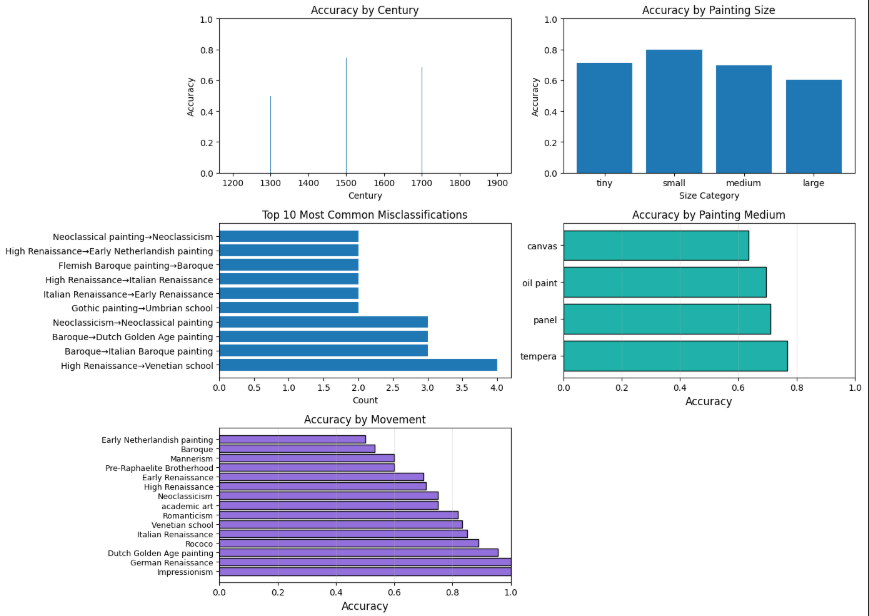 Accuracy by Century
1.0
0.8
0.6
0.4
0.2
0.0
Accuracy
1200 1300 1400 1500 1600 1700 1800 1900
Century
Accuracy by Painting Size
1.0
0.8
0.6
0.4
0.2
0.0
Accuracy
tiny small medium large
Size Category
Top 10 Most Common Misclassifications
Neoclassical painting→Neoclassicism
High Renaissance→Early Netherlandish painting
Flemish Baroque painting→Baroque
High Renaissance→Italian Renaissance
Italian Renaissance→Early Renaissance
Gothic painting→Umbrian school
Neoclassicism→Neoclassical painting
Baroque→Dutch Golden Age painting
Baroque→Italian Baroque painting
High Renaissance→Venetian school
0.0 0.5 1.0 1.5 2.0 2.5 3.0 3.5 4.0
Count
Accuracy by Painting Medium
canvas
oil paint
panel
tempera
0.0 0.2 0.4 0.6 0.8 1.0
Accuracy
Accuracy by Movement
Early Netherlandish painting
Baroque
Mannerism
Pre-Raphaelite Brotherhood
Early Renaissance
High Renaissance
Neoclassicism
academic art
Romanticism
Venetian school
Italian Renaissance
Rococo
Dutch Golden Age painting
German Renaissance
Impressionism
0.0 0.2 0.4 0.6 0.8 1.0
Accuracy